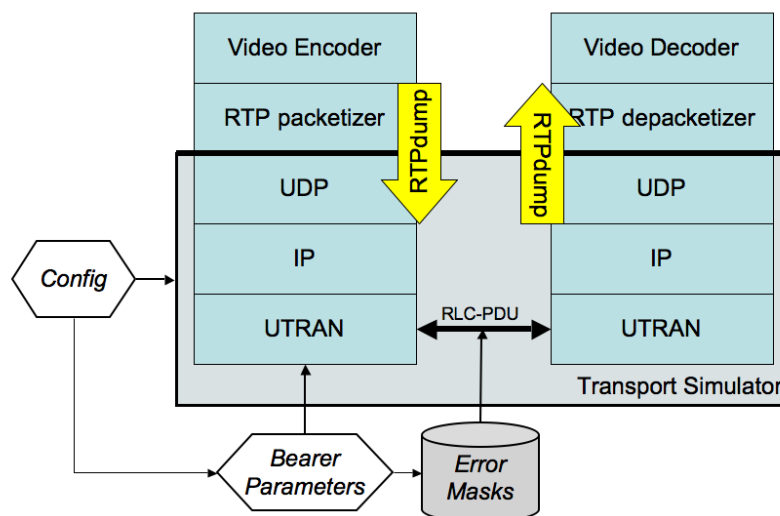 Video Encoder
Video Decoder
RTP packetizer
RTPdump
RTPdump
RTP depacketizer
UDP
UDP
IP
IP
Config
UTRAN
RLC-PDU
UTRAN
Transport Simulator
Bearer
Parameters
Error
Masks